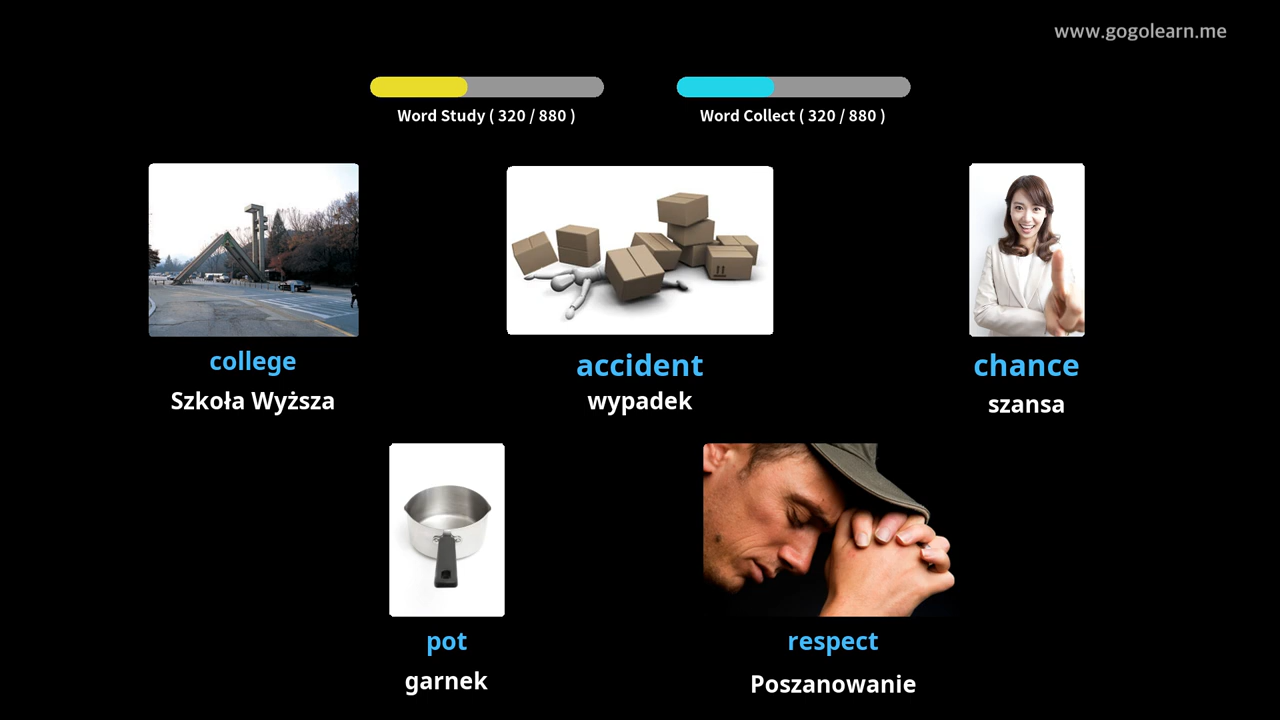 www.gogolearn.me
Word Study ( 320 / 880 )
Word Collect ( 320 / 880 )
college
Szkoła Wyższa
accident
wypadek
chance
szansa
pot
garnek
respect
Poszanowanie